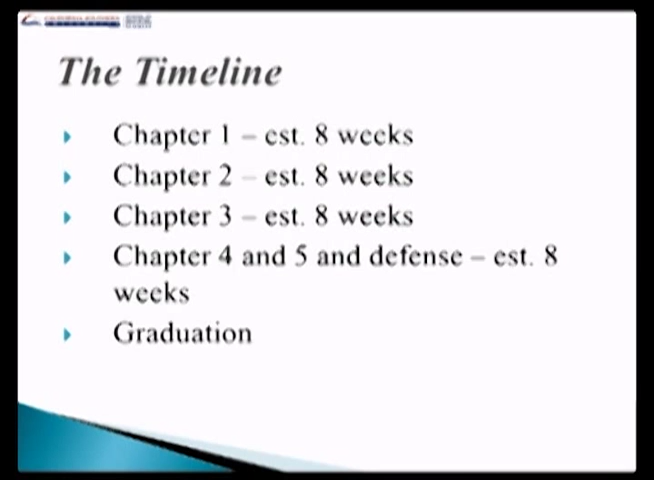 The Timeline
Chapter 1 – est. 8 weeks
Chapter 2 – est. 8 weeks
Chapter 3 – est. 8 weeks
Chapter 4 and 5 and defense – est. 8
weeks
Graduation